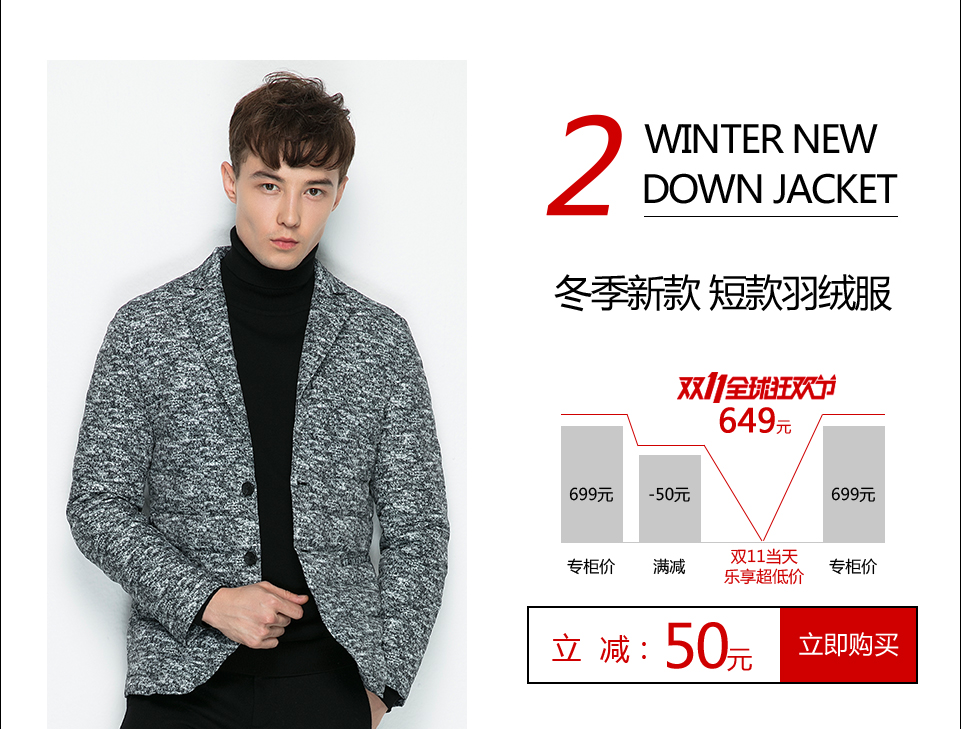 2
WINTER NEW
DOWN JACKET
冬季新款 短款羽绒服
双11全球狂欢节
649元
699元
-50元
699元
专柜价
满减
双11当天
乐享超低价
专柜价
立 减：50元
立即购买